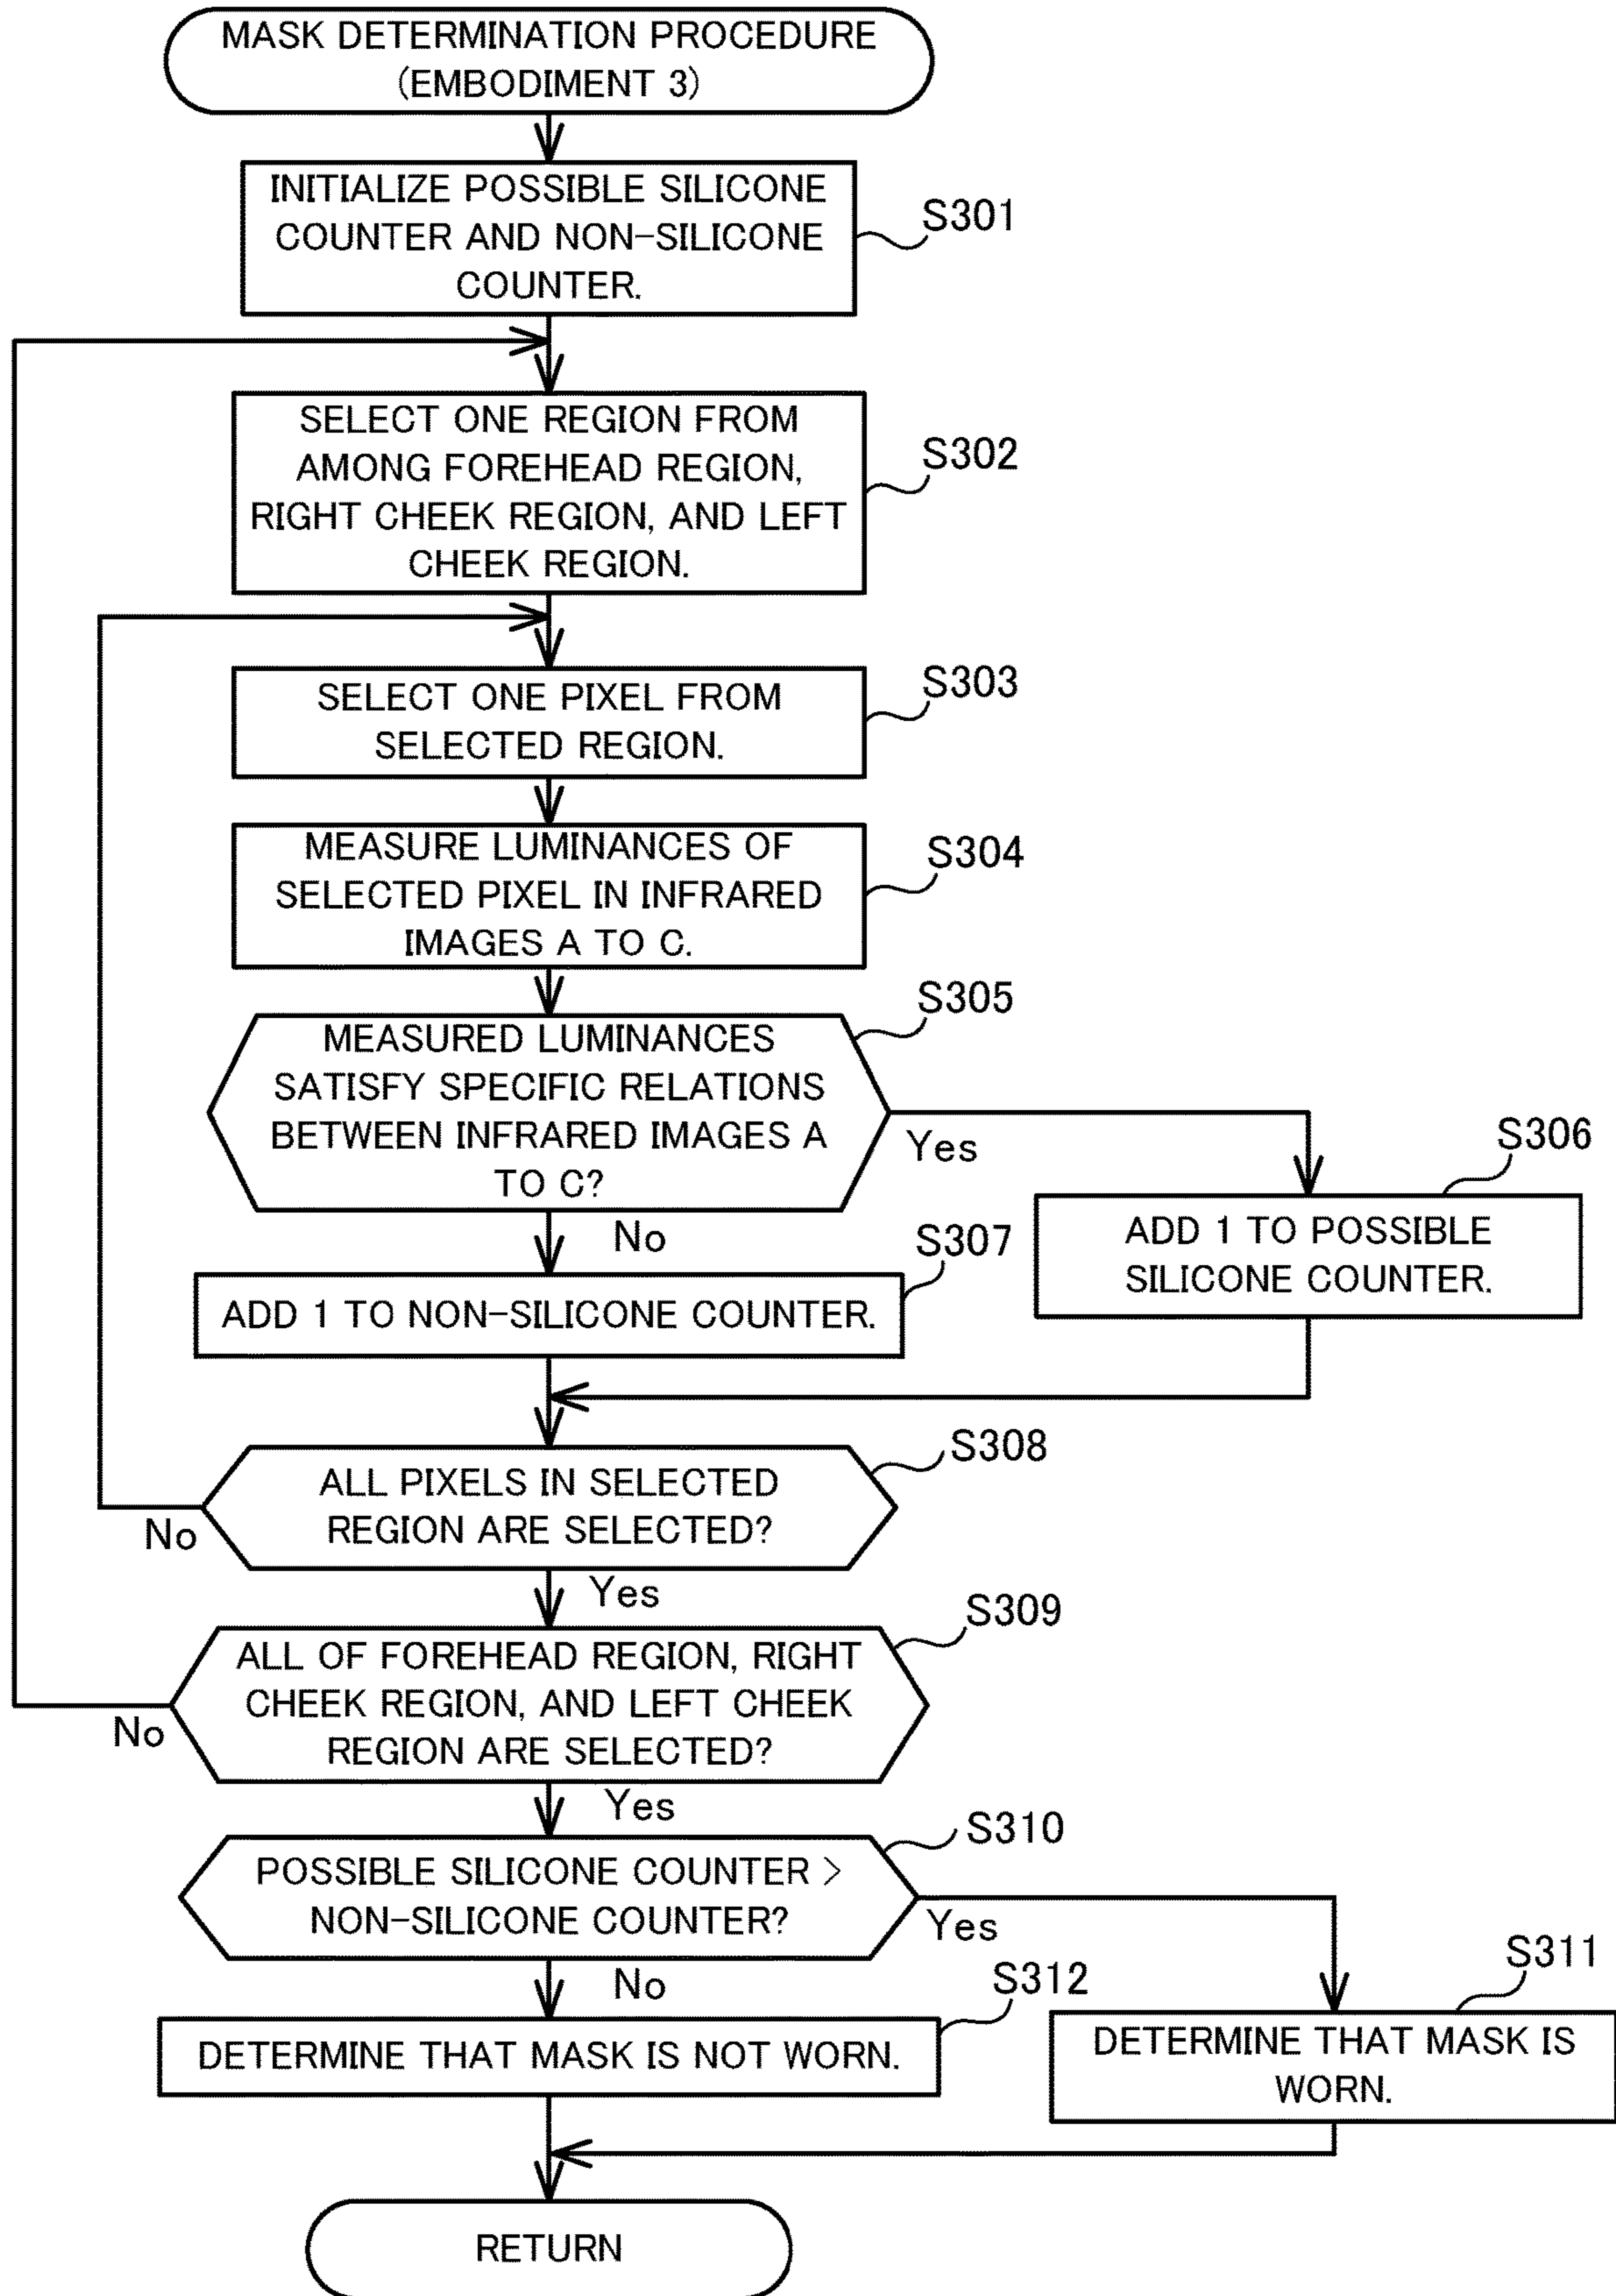 MASK DETERMINATION PROCEDURE
(EMBODIMENT 3)
INITIALIZE POSSIBLE SILICONE
COUNTER AND NON-SILICONE
COUNTER.
S301
SELECT ONE REGION FROM
AMONG FOREHEAD REGION,
RIGHT CHEEK REGION, AND LEFT
CHEEK REGION.
S302
SELECT ONE PIXEL FROM
SELECTED REGION.
S303
MEASURE LUMINANCES OF
SELECTED PIXEL IN INFRARED
IMAGES A TO C.
S304
MEASURED LUMINANCES
SATISFY SPECIFIC RELATIONS
BETWEEN INFRARED IMAGES A
TO C?
S305
Yes
S306
ADD 1 TO POSSIBLE
SILICONE COUNTER.
No
S307
ADD 1 TO NON-SILICONE COUNTER.
ALL PIXELS IN SELECTED
REGION ARE SELECTED?
S308
No
Yes
ALL OF FOREHEAD REGION, RIGHT
CHEEK REGION, AND LEFT CHEEK
REGION ARE SELECTED?
S309
No
Yes
POSSIBLE SILICONE COUNTER >
NON-SILICONE COUNTER?
S310
Yes
S311
DETERMINE THAT MASK IS
WORN.
No
S312
DETERMINE THAT MASK IS NOT WORN.
RETURN